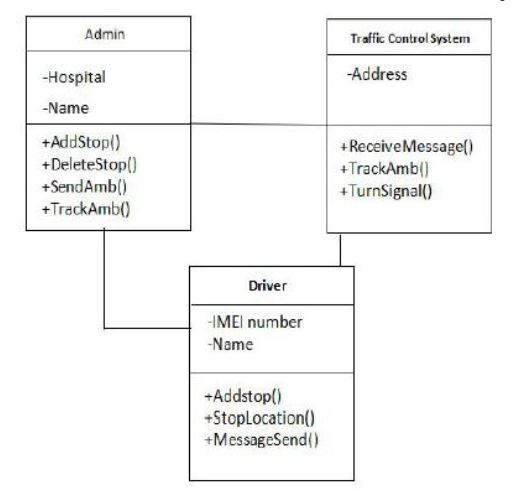 Admin
-Hospital
-Name
+AddStop()
+DeleteStop()
+SendAmb()
+TrackAmb()
Traffic Control System
-Address
+ReceiveMessage()
+TrackAmb()
+TurnSignal()
Driver
-IMEI number
-Name
+Addstop()
+StopLocation()
+MessageSend()